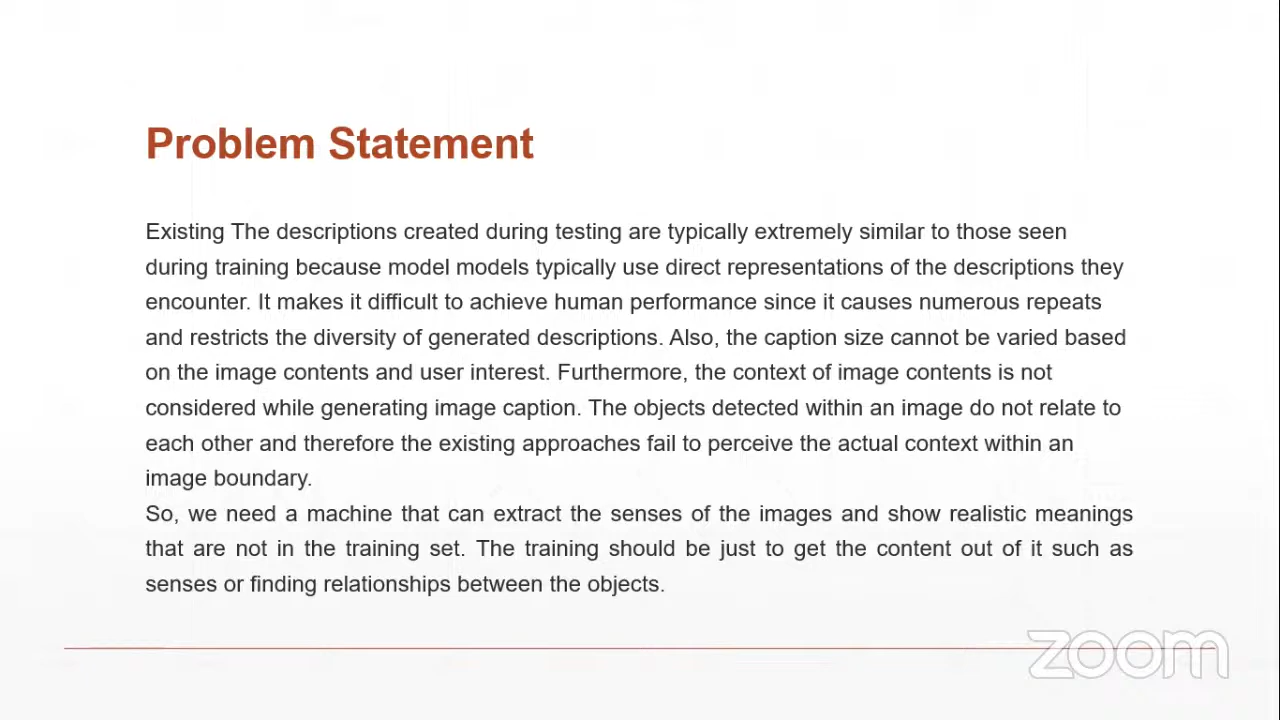 Problem Statement
Existing The descriptions created during testing are typically extremely similar to those seen
during training because model models typically use direct representations of the descriptions they
encounter. It makes it difficult to achieve human performance since it causes numerous repeats
and restricts the diversity of generated descriptions. Also, the caption size cannot be varied based
on the image contents and user interest. Furthermore, the context of image contents is not
considered while generating image caption. The objects detected within an image do not relate to
each other and therefore the existing approaches fail to perceive the actual context within an
image boundary.
So, we need a machine that can extract the senses of the images and show realistic meanings
that are not in the training set. The training should be just to get the content out of it such as
senses or finding relationships between the objects.
zoom